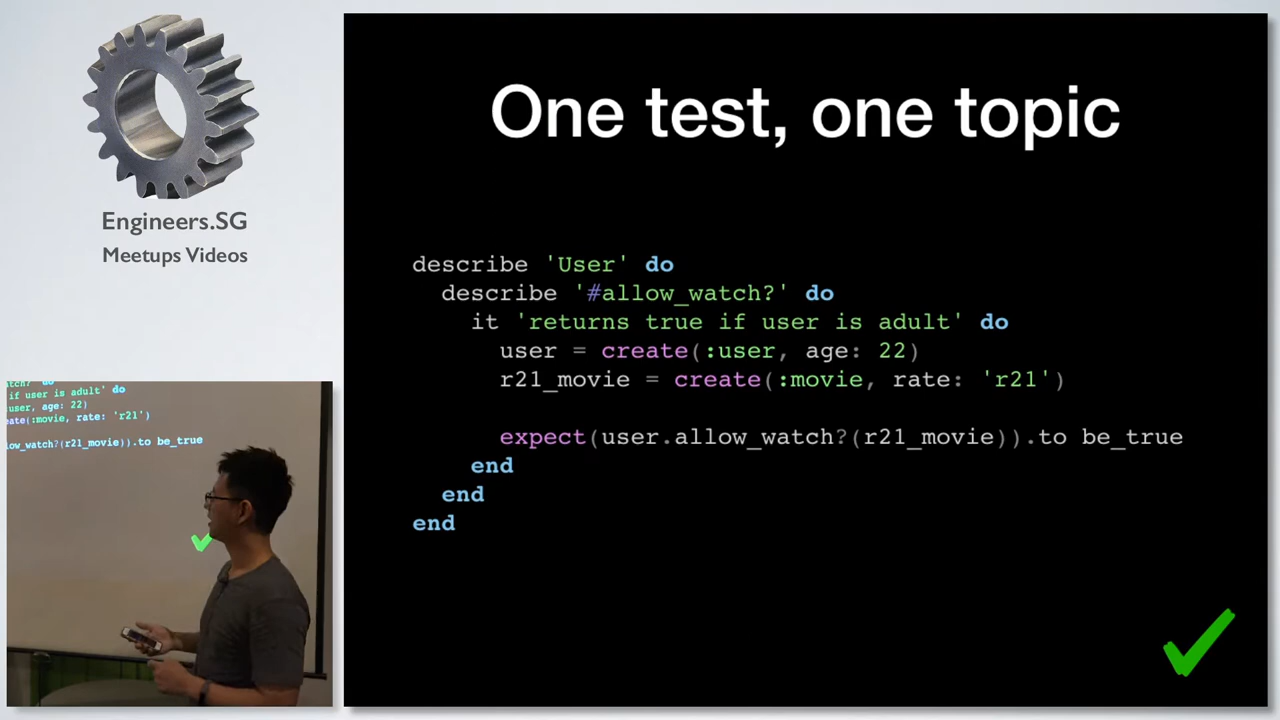 Engineers.SG
Meetups Videos
One test, one topic
describe 'User' do
describe '#allow_watch?' do
it 'returns true if user is adult' do
user = create(:user, age: 22)
r21_movie = create(:movie, rate: 'r21')
expect(user.allow_watch?(r21_movie)).to be_true
end
end
end
if user is adult' do
user, age: 22)
eate(:movie, rate: 'r21')
low_watch?(r21_movie)).to be_true